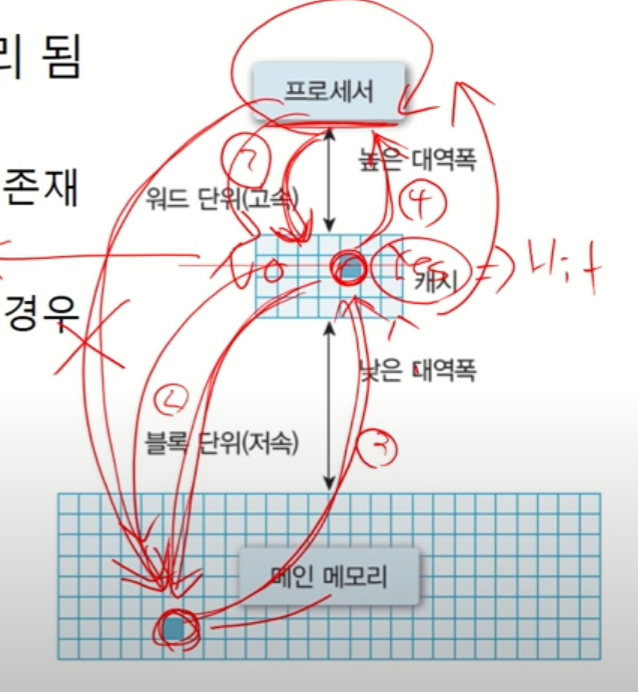 리 됨
프로세서
높은 대역폭
존재
워드 단위(고속)
④
Yes => Hit
캐시
경우
낮은 대역폭
②
블록 단위(저속)
③
메인 메모리